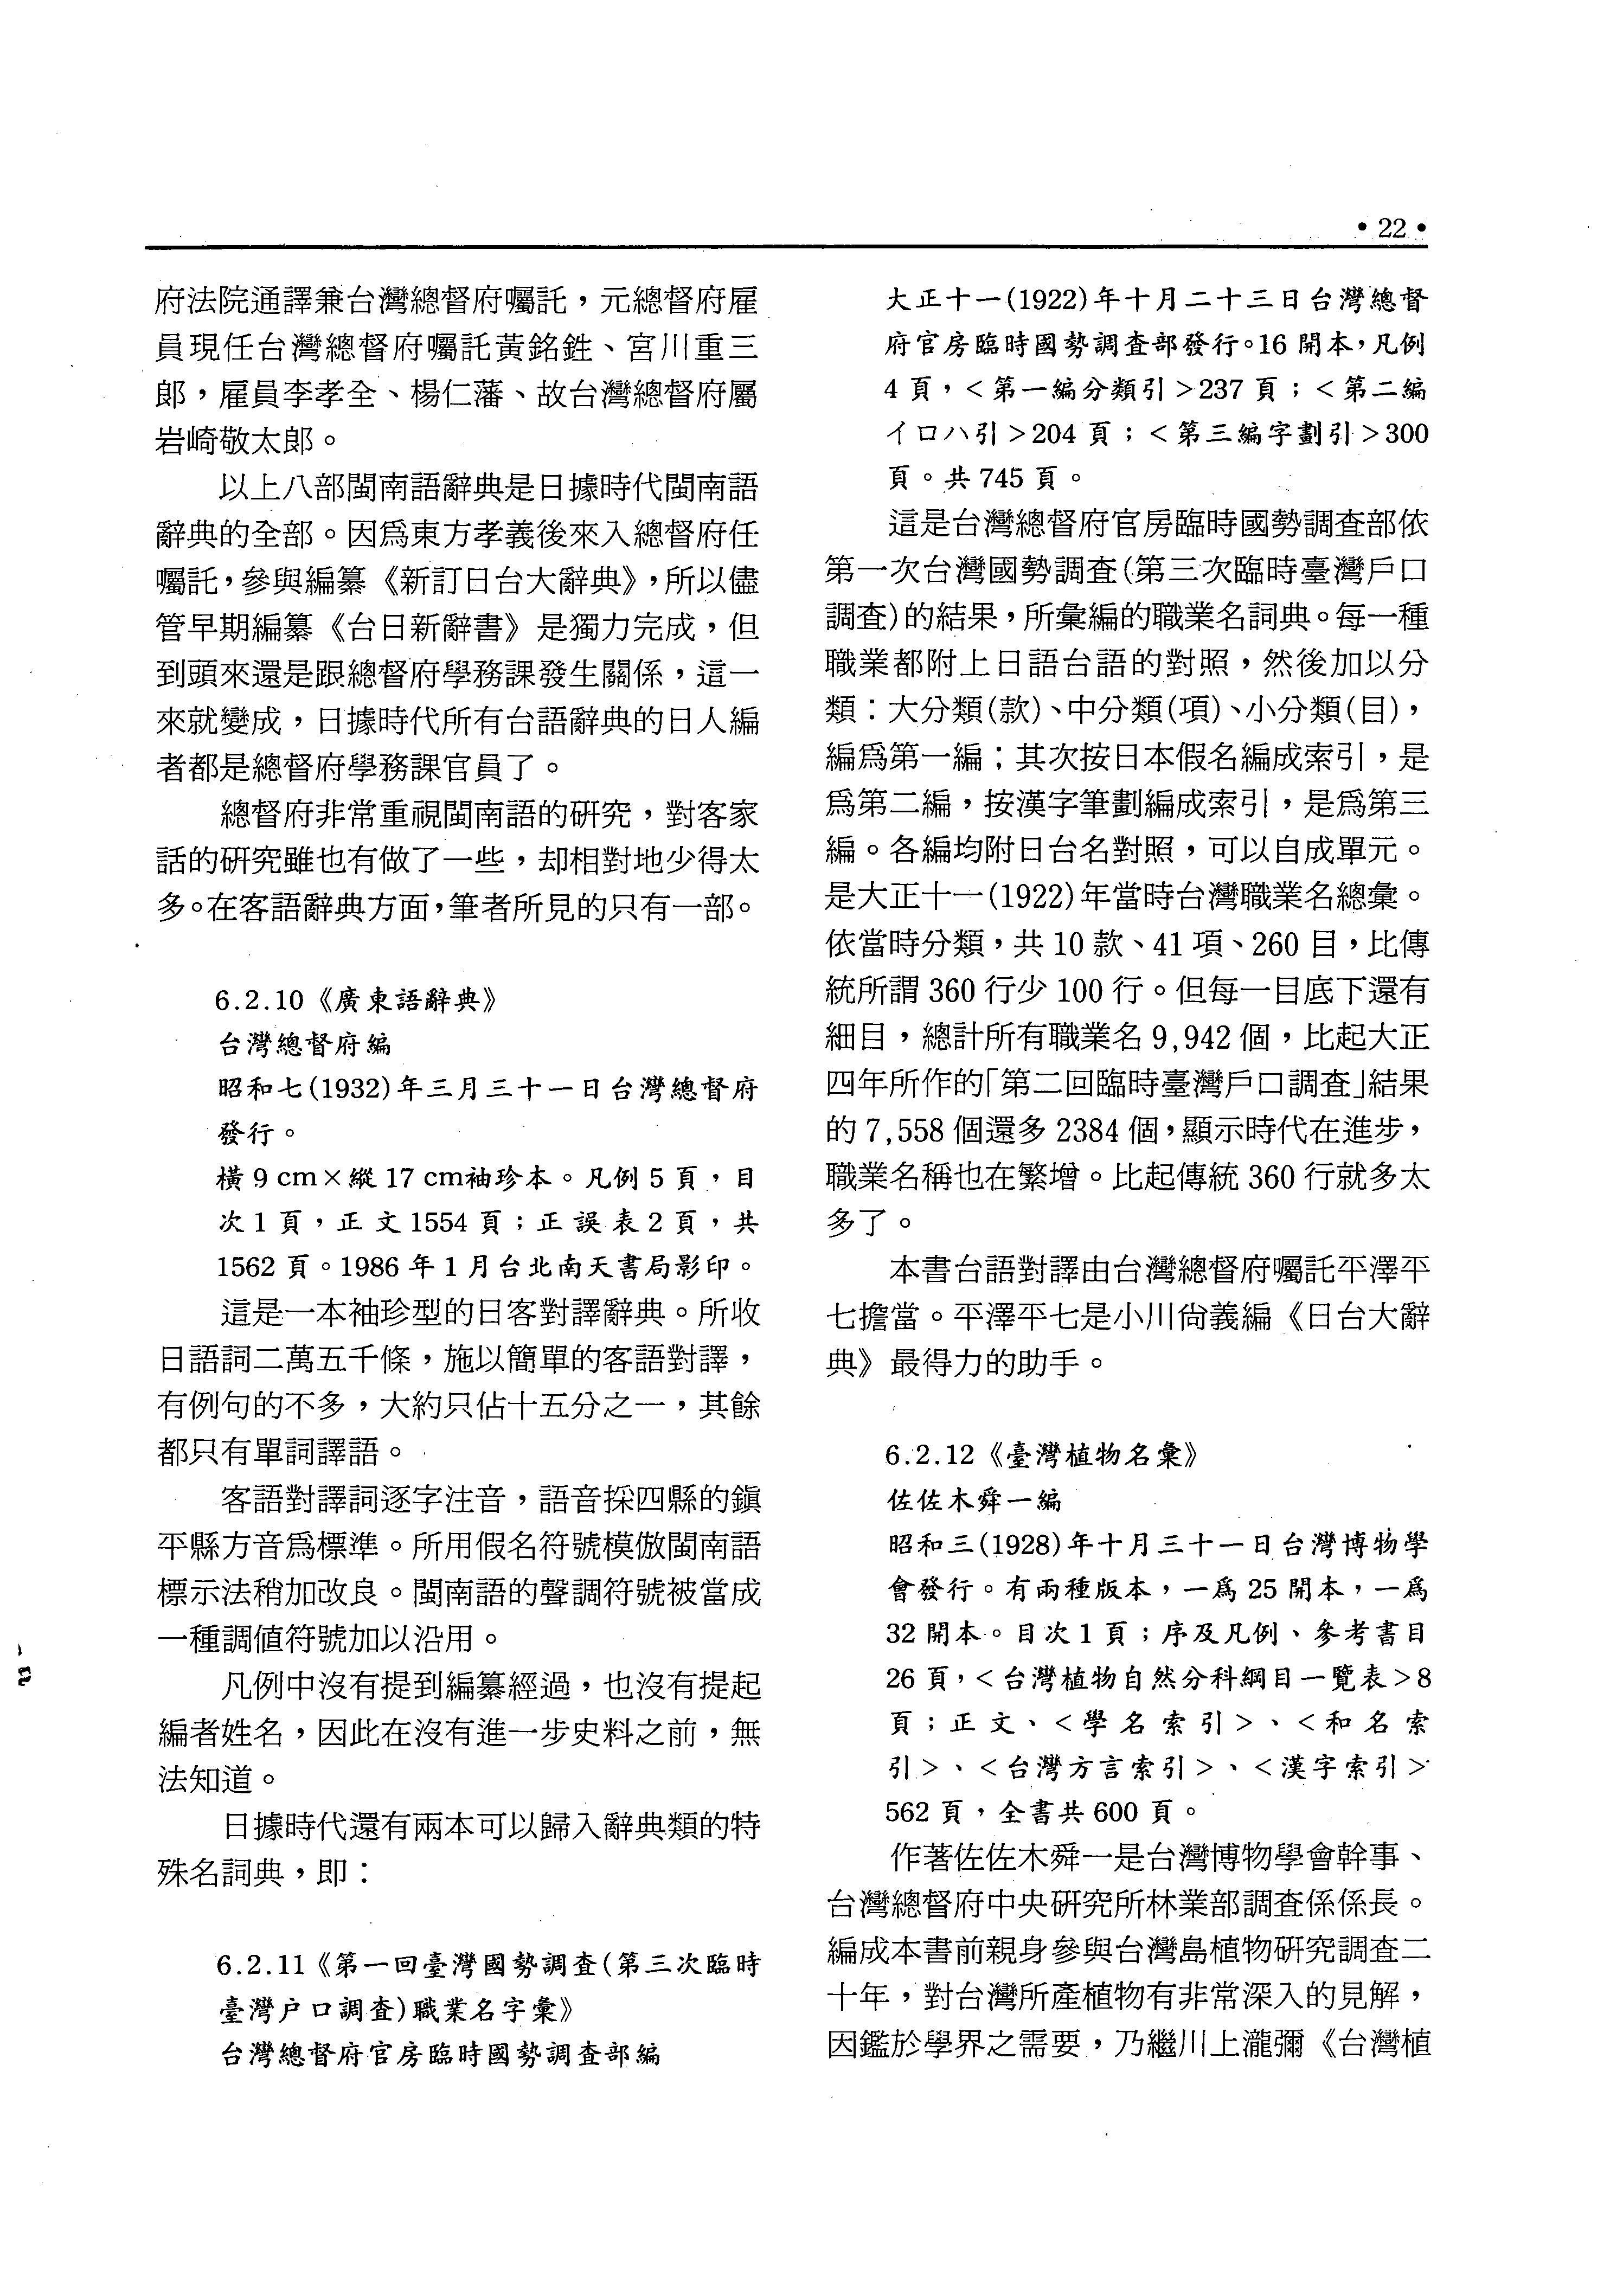 • 22 •
府法院通譯兼台灣總督府囑託，元總督府雇
員現任台灣總督府囑託黃銘鉎、宮川重三
郎，雇員李孝全、楊仁藩、故台灣總督府屬
岩崎敬太郎。
以上八部閩南語辭典是日據時代閩南語
辭典的全部。因爲東方孝義後來入總督府任
囑託，參與編纂《新訂日台大辭典》，所以儘
管早期編纂《台日新辭書》是獨力完成，但
到頭來還是跟總督府學務課發生關係，這一
來就變成，日據時代所有台語辭典的日人編
者都是總督府學務課官員了。
總督府非常重視閩南語的研究，對客家
話的研究雖也有做了一些，却相對地少得太
多。在客語辭典方面，筆者所見的只有一部。
6.2.10《廣東語辭典》
台灣總督府編
昭和七(1932)年三月三十一日台灣總督府
發行。
橫 9 cm×縱 17 cm袖珍本。凡例 5 頁，目
次 1 頁，正文 1554 頁；正誤表 2 頁，共
1562 頁。1986 年 1 月台北南天書局影印。
這是一本袖珍型的日客對譯辭典。所收
日語詞二萬五千條，施以簡單的客語對譯，
有例句的不多，大約只佔十五分之一，其餘
都只有單詞譯語。
客語對譯詞逐字注音，語音採四縣的鎭
平縣方音爲標準。所用假名符號模倣閩南語
標示法稍加改良。閩南語的聲調符號被當成
一種調値符號加以沿用。
凡例中沒有提到編纂經過，也沒有提起
編者姓名，因此在沒有進一步史料之前，無
法知道。
日據時代還有兩本可以歸入辭典類的特
殊名詞典，即：
6.2.11《第一回臺灣國勢調查(第三次臨時
臺灣户口調查)職業名字彙》
台灣總督府官房臨時國勢調查部編
大正十一(1922)年十月二十三日台灣總督
府官房臨時國勢調查部發行。16 開本，凡例
4 頁，<第一編分類引>237 頁；<第二編
イロハ引>204 頁；<第三編字劃引>300
頁。共 745 頁。
這是台灣總督府官房臨時國勢調查部依
第一次台灣國勢調查(第三次臨時臺灣戶口
調查)的結果，所彙編的職業名詞典。每一種
職業都附上日語台語的對照，然後加以分
類：大分類(款)、中分類(項)、小分類(目)，
編爲第一編；其次按日本假名編成索引，是
爲第二編，按漢字筆劃編成索引，是爲第三
編。各編均附日台名對照，可以自成單元。
是大正十一(1922)年當時台灣職業名總彙。
依當時分類，共 10 款、41 項、260 目，比傳
統所謂 360 行少 100 行。但每一目底下還有
細目，總計所有職業名 9,942 個，比起大正
四年所作的「第二回臨時臺灣戶口調查」結果
的 7,558 個還多 2384 個，顯示時代在進步，
職業名稱也在繁增。比起傳統 360 行就多太
多了。
本書台語對譯由台灣總督府囑託平澤平
七擔當。平澤平七是小川尙義編《日台大辭
典》最得力的助手。
6.2.12《臺灣植物名彙》
佐佐木舜一編
昭和三(1928)年十月三十一日台灣博物學
會發行。有兩種版本，一爲 25 開本，一爲
32 開本。目次 1 頁；序及凡例、參考書目
26 頁，<台灣植物自然分科綱目一覽表>8
頁；正文、<學名索引>、<和名索
引>、<台灣方言索引>、<漢字索引>
562 頁，全書共 600 頁。
作著佐佐木舜一是台灣博物學會幹事、
台灣總督府中央研究所林業部調查係係長。
編成本書前親身參與台灣島植物研究調查二
十年，對台灣所產植物有非常深入的見解，
因鑑於學界之需要，乃繼川上瀧彌《台灣植